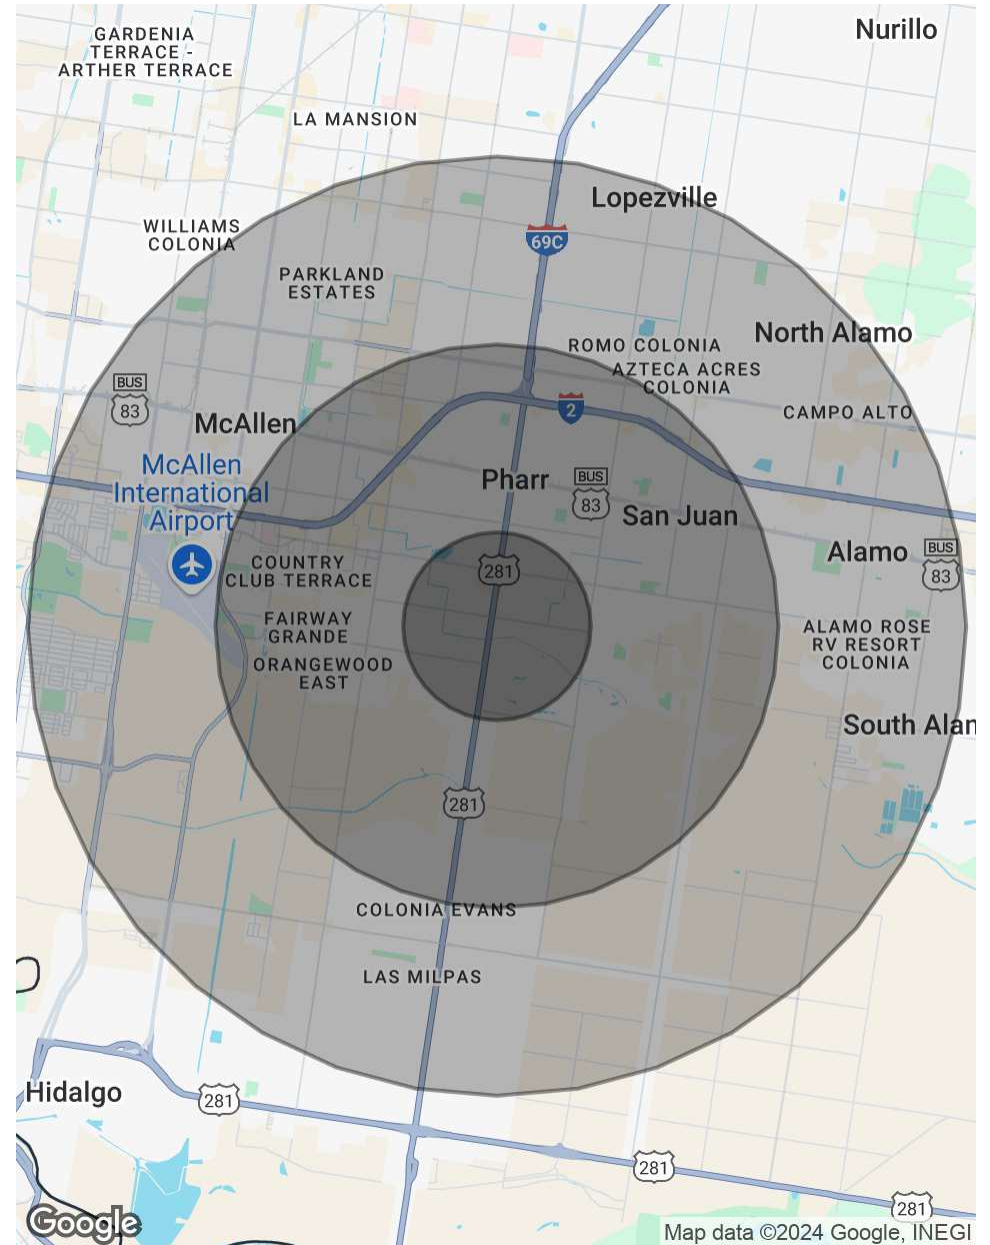 Nurillo
GARDENIA
TERRACE -
ARTHER TERRACE
LA MANSION
Lopezville
WILLIAMS
COLONIA
69C
PARKLAND
ESTATES
North Alamo
ROMO COLONIA
AZTECA ACRES
COLONIA
BUS
83
2
CAMPO ALTO
McAllen
McAllen
International
Airport
Pharr
BUS
83
San Juan
Alamo
BUS
83
COUNTRY
CLUB TERRACE
281
FAIRWAY
GRANDE
ALAMO ROSE
RV RESORT
COLONIA
ORANGEWOOD
EAST
South Alan
281
COLONIA EVANS
LAS MILPAS
Hidalgo
281
281
281
Google
Map data ©2024 Google, INEGI